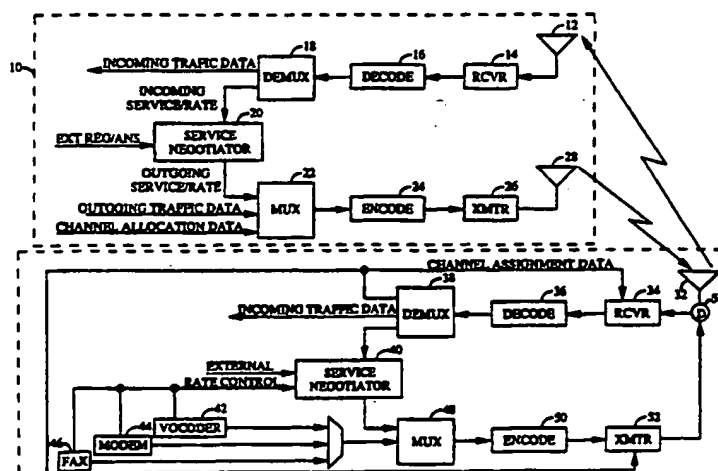 12
18
16
14
INCOMING TRAFIC DATA
DEMUX
DECODE
RCVR
10
INCOMING
SERVICE/RATE
20
EXT REQ/ANS
SERVICE
NEGOTIATOR
28
OUTGOING
SERVICE/RATE
22
24
26
MUX
ENCODE
XMTR
OUTGOING TRAFFIC DATA
CHANNEL ALLOCATION DATA
CHANNEL ASSIGNMENT DATA
32
38
36
34
INCOMING TRAFFIC DATA
DEMUX
DECODE
RCVR
D
40
EXTERNAL
RATE CONTROL
SERVICE
NEGOTIATOR
42
48
50
52
44
VOCODER
46
MODEM
MUX
ENCODE
XMTR
FAX